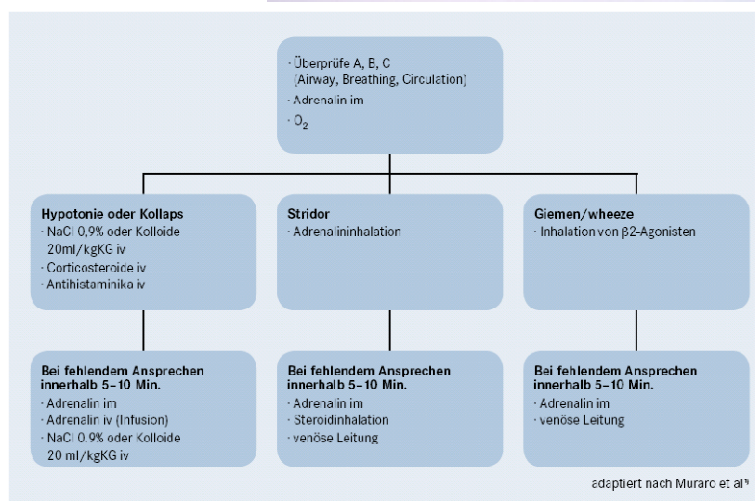 · Überprüfe A, B, C
(Airway, Breathing, Circulation)
· Adrenalin im
· O₂
Hypotonie oder Kollaps
· NaCl 0,9% oder Kolloide
20ml/kgKG iv
· Corticosteroide iv
· Antihistaminika iv
Stridor
· Adrenalininhalation
Giemen/wheeze
· Inhalation von β2-Agonisten
Bei fehlendem Ansprechen
innerhalb 5–10 Min.
· Adrenalin im
· Adrenalin iv (Infusion)
· NaCl 0.9% oder Kolloide
20 ml/kgKG iv
Bei fehlendem Ansprechen
innerhalb 5–10 Min.
· Adrenalin im
· Steroidinhalation
· venöse Leitung
Bei fehlendem Ansprechen
innerhalb 5–10 Min.
· Adrenalin im
· venöse Leitung
adaptiert nach Muraro et al